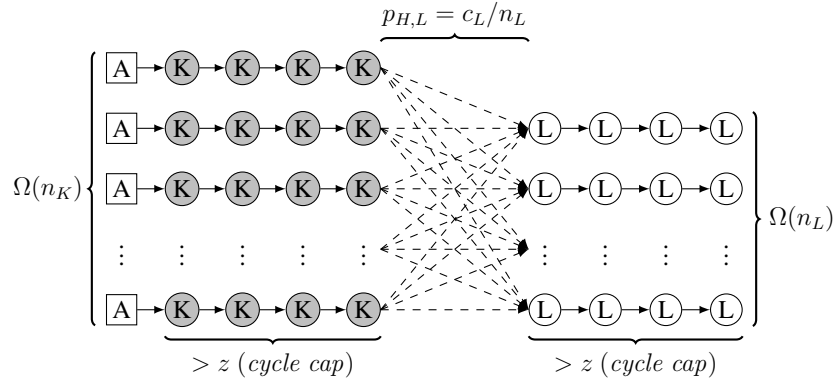 p_{H,L} = c_L/n_L
A K K K K
A K K K K L L L L
Ω(n_K) A K K K K L L L L Ω(n_L)
⋮ ⋮ ⋮ ⋮ ⋮ ⋮ ⋮ ⋮ ⋮
A K K K K L L L L
> z (cycle cap) > z (cycle cap)